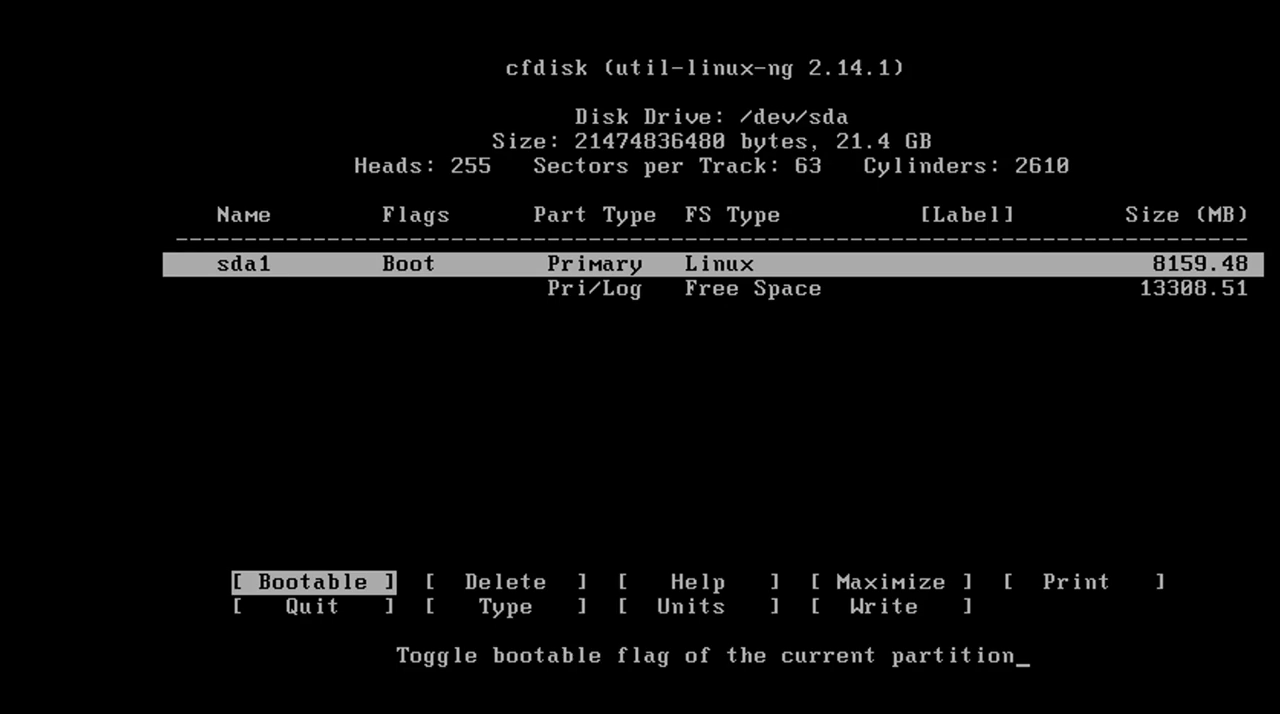 cfdisk (util-linux-ng 2.14.1)
Disk Drive: /dev/sda
Size: 21474836480 bytes, 21.4 GB
Heads: 255   Sectors per Track: 63   Cylinders: 2610
Name   Flags   Part Type   FS Type   [Label]   Size (MB)
------------------------------------------------------------------------------
sda1   Boot   Primary   Linux   8159.48
Pri/Log   Free Space   13308.51
[ Bootable ]   [ Delete ]   [ Help ]   [ Maximize ]   [ Print ]
[ Quit ]   [ Type ]   [ Units ]   [ Write ]
Toggle bootable flag of the current partition_